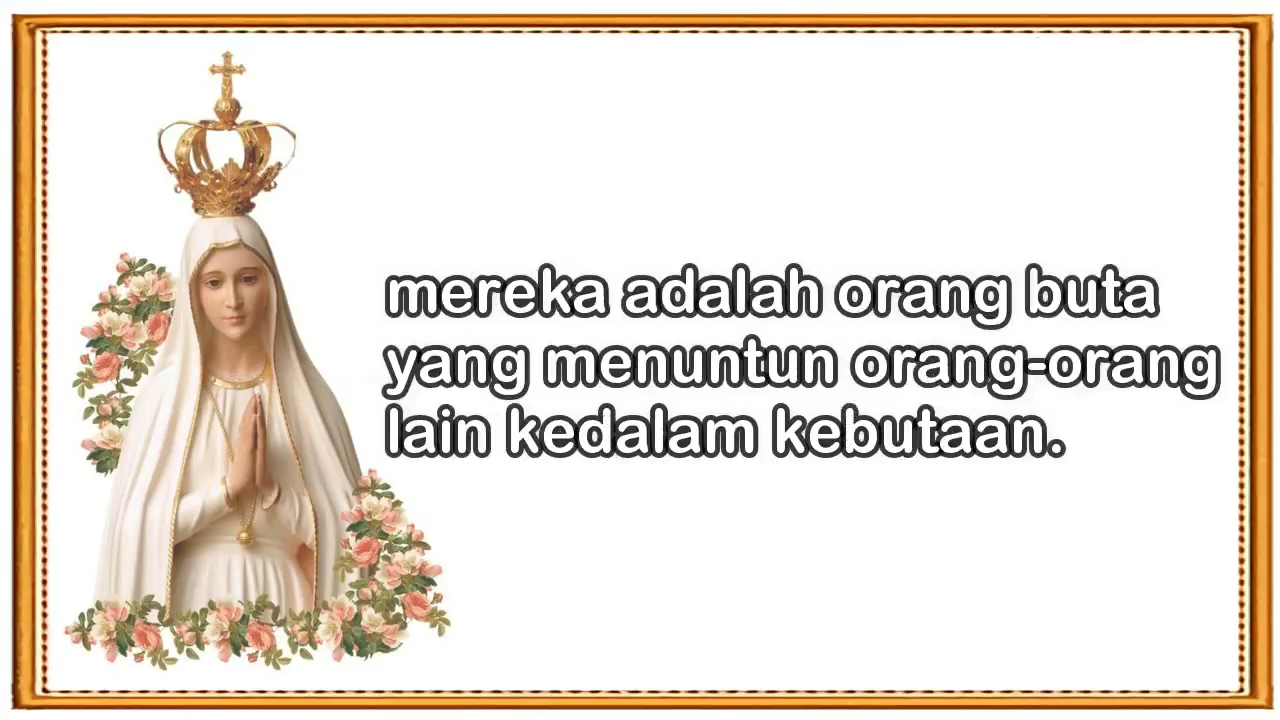 mereka adalah orang buta
yang menuntun orang-orang
lain kedalam kebutaan.